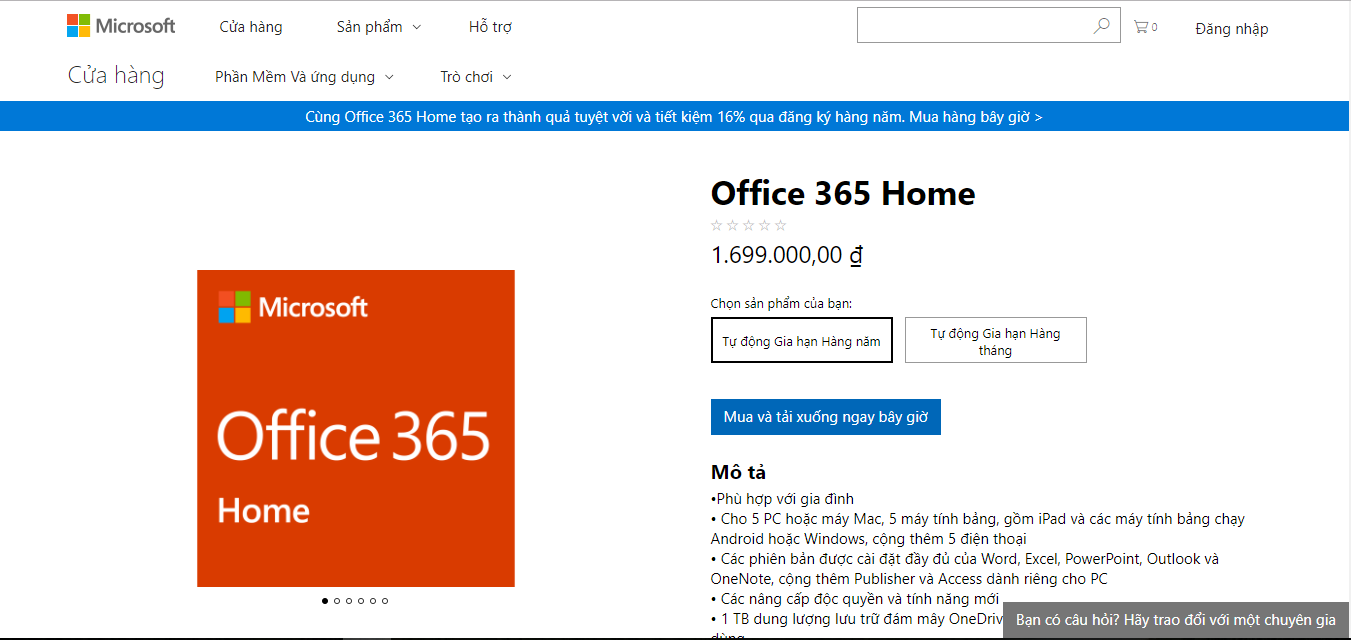 Microsoft
Cửa hàng
Sản phẩm
Hỗ trợ
0
Đăng nhập
Cửa hàng
Phần Mềm Và ứng dụng
Trò chơi
Cùng Office 365 Home tạo ra thành quả tuyệt vời và tiết kiệm 16% qua đăng ký hàng năm. Mua hàng bây giờ >
Microsoft
Office 365
Home
Office 365 Home
1.699.000,00 ₫
Chọn sản phẩm của bạn:
Tự động Gia hạn Hàng năm
Tự động Gia hạn Hàng
tháng
Mua và tải xuống ngay bây giờ
Mô tả
•Phù hợp với gia đình
• Cho 5 PC hoặc máy Mac, 5 máy tính bảng, gồm iPad và các máy tính bảng chạy
Android hoặc Windows, cộng thêm 5 điện thoại
• Các phiên bản được cài đặt đầy đủ của Word, Excel, PowerPoint, Outlook và
OneNote, cộng thêm Publisher và Access dành riêng cho PC
• Các nâng cấp độc quyền và tính năng mới
• 1 TB dung lượng lưu trữ đám mây OneDriv
Bạn có câu hỏi? Hãy trao đổi với một chuyên gia